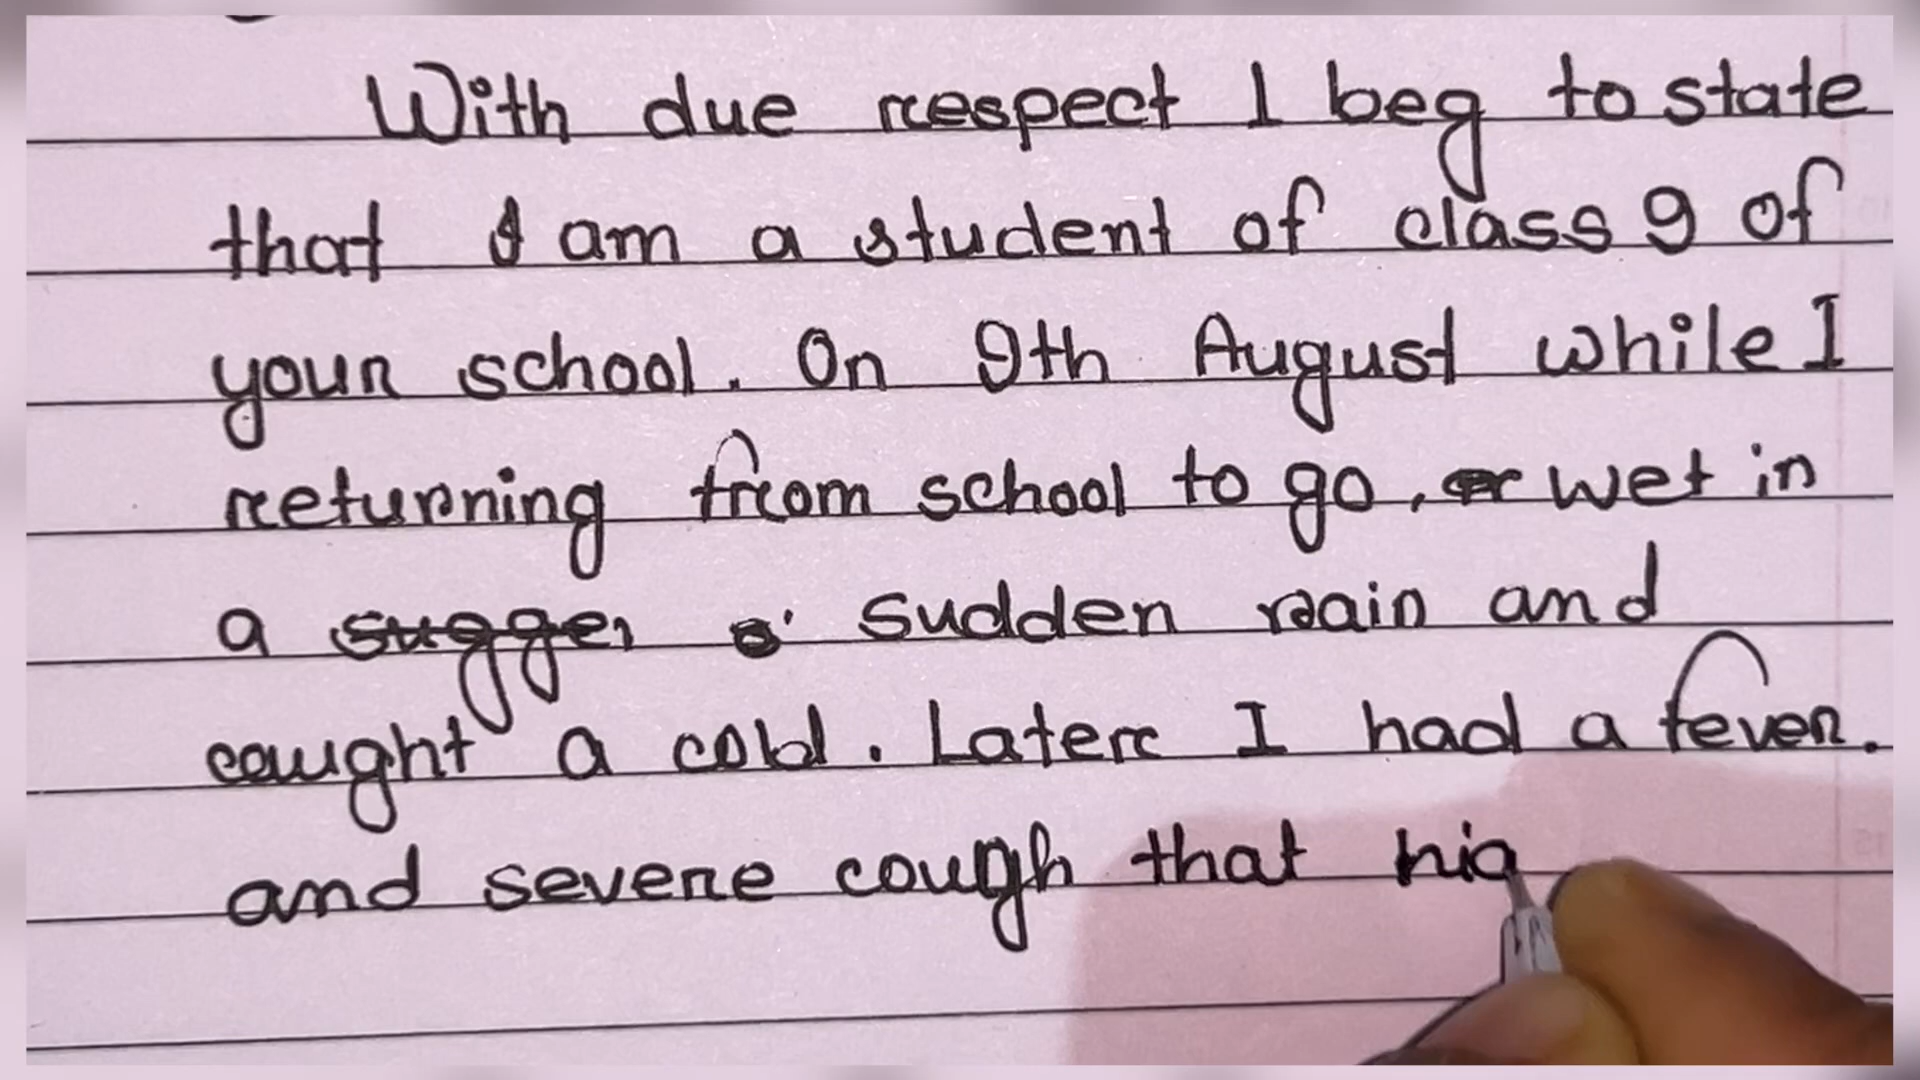 With due respect I beg to state
that I am a student of class 9 of
your school. On 9th August while I
returning from school to go, wet in
a sudden rain and
caught a cold. Later I had a fever.
and severe cough that